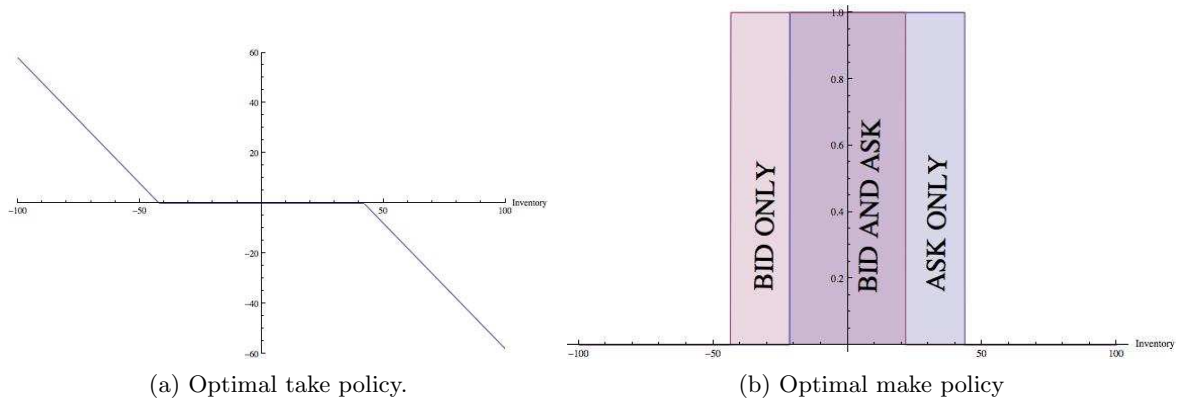 60
40
20
-100
-50
50
100
Inventory
-20
-40
-60
(a) Optimal take policy.
1.0
0.8
0.6
0.4
0.2
BID ONLY
BID AND ASK
ASK ONLY
-100
-50
50
100
Inventory
(b) Optimal make policy